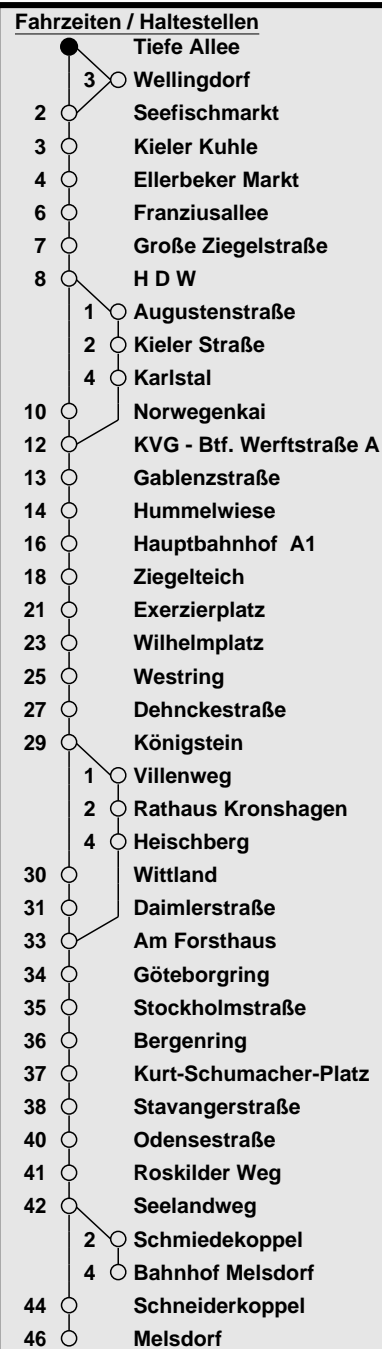 Fahrzeiten / Haltestellen
Tiefe Allee
3 Wellingdorf
2 Seefischmarkt
3 Kieler Kuhle
4 Ellerbeker Markt
6 Franziusallee
7 Große Ziegelstraße
8 H D W
1 Augustenstraße
2 Kieler Straße
4 Karlstal
10 Norwegenkai
12 KVG - Btf. Werftstraße A
13 Gablenzstraße
14 Hummelwiese
16 Hauptbahnhof A1
18 Ziegelteich
21 Exerzierplatz
23 Wilhelmplatz
25 Westring
27 Dehnckestraße
29 Königstein
1 Villenweg
2 Rathaus Kronshagen
4 Heischberg
30 Wittland
31 Daimlerstraße
33 Am Forsthaus
34 Göteborgring
35 Stockholmstraße
36 Bergenring
37 Kurt-Schumacher-Platz
38 Stavangerstraße
40 Odensestraße
41 Roskilder Weg
42 Seelandweg
2 Schmiedekoppel
4 Bahnhof Melsdorf
44 Schneiderkoppel
46 Melsdorf